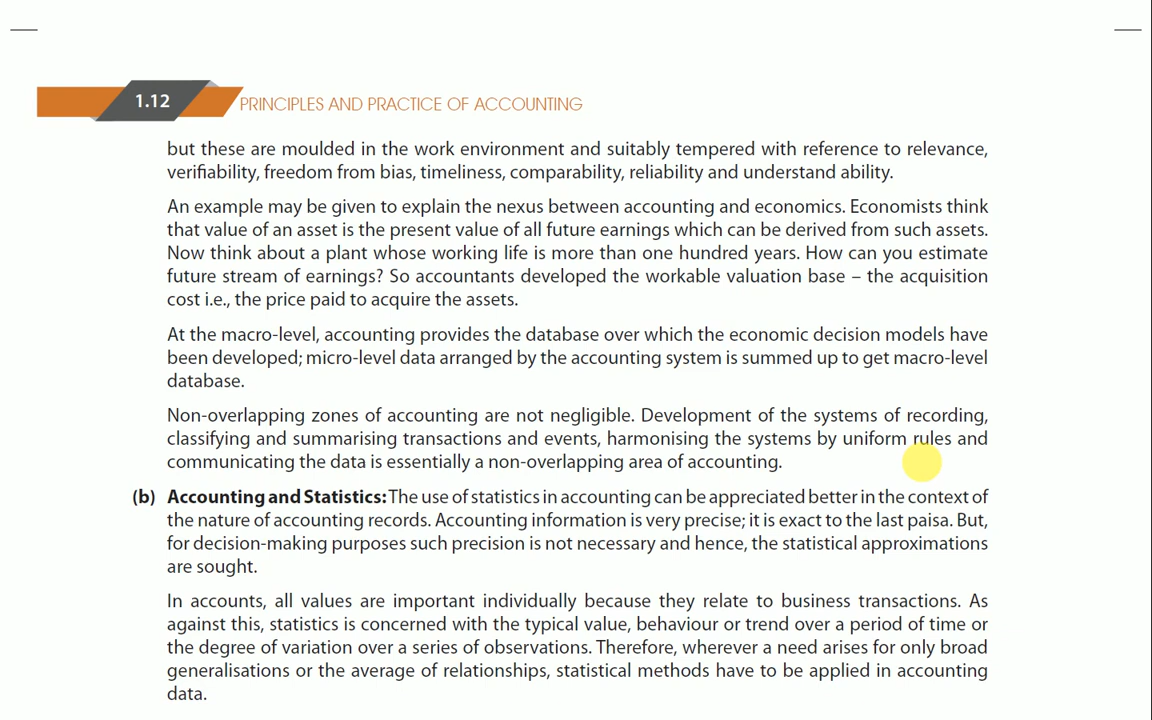 1.12 PRINCIPLES AND PRACTICE OF ACCOUNTING
but these are moulded in the work environment and suitably tempered with reference to relevance,
verifiability, freedom from bias, timeliness, comparability, reliability and understand ability.
An example may be given to explain the nexus between accounting and economics. Economists think
that value of an asset is the present value of all future earnings which can be derived from such assets.
Now think about a plant whose working life is more than one hundred years. How can you estimate
future stream of earnings? So accountants developed the workable valuation base – the acquisition
cost i.e., the price paid to acquire the assets.
At the macro-level, accounting provides the database over which the economic decision models have
been developed; micro-level data arranged by the accounting system is summed up to get macro-level
database.
Non-overlapping zones of accounting are not negligible. Development of the systems of recording,
classifying and summarising transactions and events, harmonising the systems by uniform rules and
communicating the data is essentially a non-overlapping area of accounting.
(b) Accounting and Statistics: The use of statistics in accounting can be appreciated better in the context of
the nature of accounting records. Accounting information is very precise; it is exact to the last paisa. But,
for decision-making purposes such precision is not necessary and hence, the statistical approximations
are sought.
In accounts, all values are important individually because they relate to business transactions. As
against this, statistics is concerned with the typical value, behaviour or trend over a period of time or
the degree of variation over a series of observations. Therefore, wherever a need arises for only broad
generalisations or the average of relationships, statistical methods have to be applied in accounting
data.